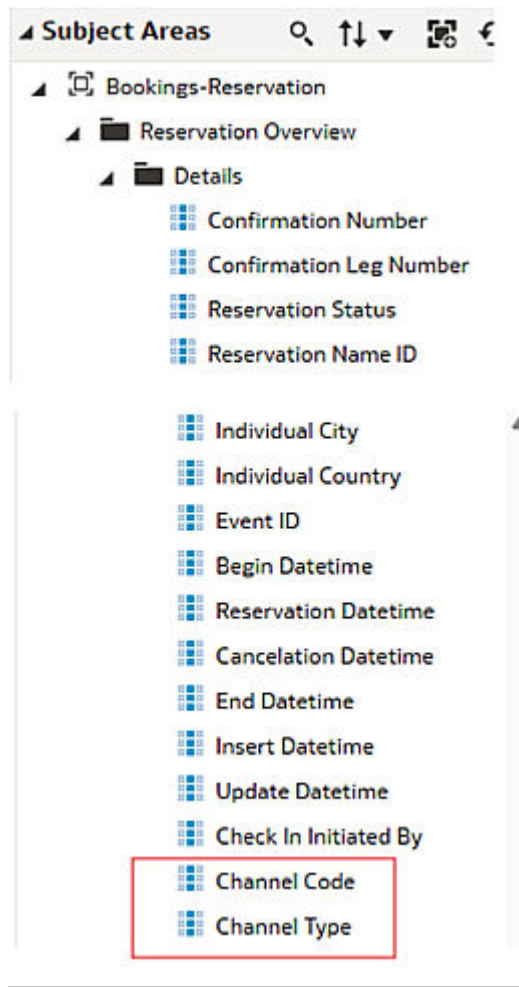 Subject Areas
Bookings-Reservation
Reservation Overview
Details
Confirmation Number
Confirmation Leg Number
Reservation Status
Reservation Name ID
Individual City
Individual Country
Event ID
Begin Datetime
Reservation Datetime
Cancelation Datetime
End Datetime
Insert Datetime
Update Datetime
Check In Initiated By
Channel Code
Channel Type